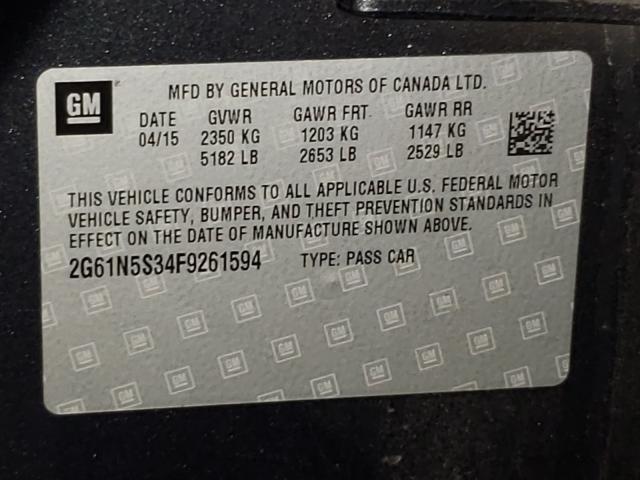 GM
MFD BY GENERAL MOTORS OF CANADA LTD.
DATE GVWR GAWR FRT. GAWR RR
04/15 2350 KG 1203 KG 1147 KG
5182 LB 2653 LB 2529 LB
THIS VEHICLE CONFORMS TO ALL APPLICABLE U.S. FEDERAL MOTOR
VEHICLE SAFETY, BUMPER, AND THEFT PREVENTION STANDARDS IN
EFFECT ON THE DATE OF MANUFACTURE SHOWN ABOVE.
2G61N5S34F9261594 TYPE: PASS CAR